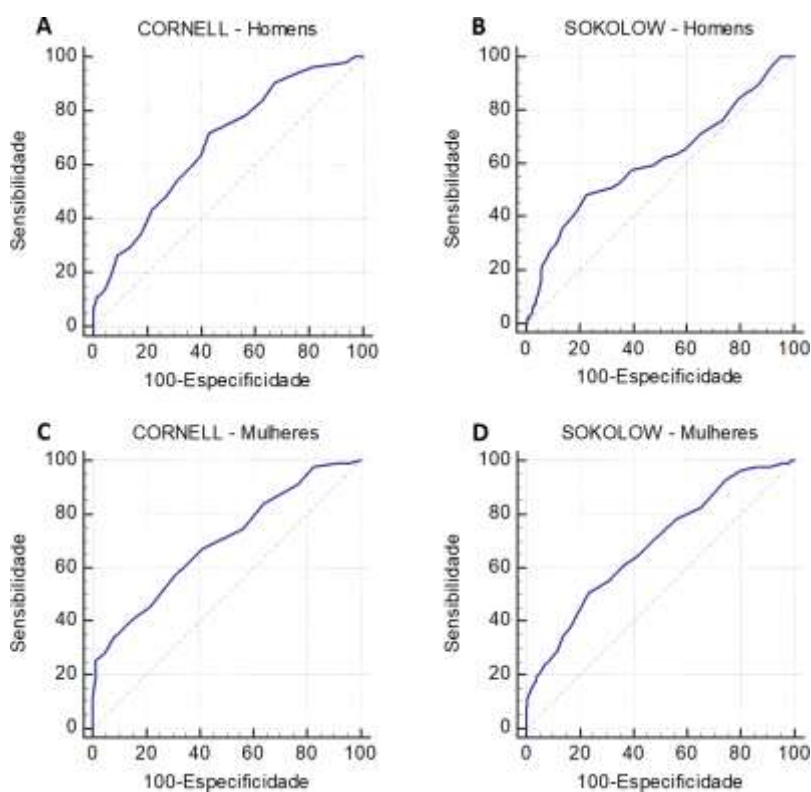 A
CORNELL - Homens
Sensibilidade
100
80
60
40
20
0
0 20 40 60 80 100
100-Especificidade
B
SOKOLOW - Homens
Sensibilidade
100
80
60
40
20
0
0 20 40 60 80 100
100-Especificidade
C
CORNELL - Mulheres
Sensibilidade
100
80
60
40
20
0
0 20 40 60 80 100
100-Especificidade
D
SOKOLOW - Mulheres
Sensibilidade
100
80
60
40
20
0
0 20 40 60 80 100
100-Especificidade